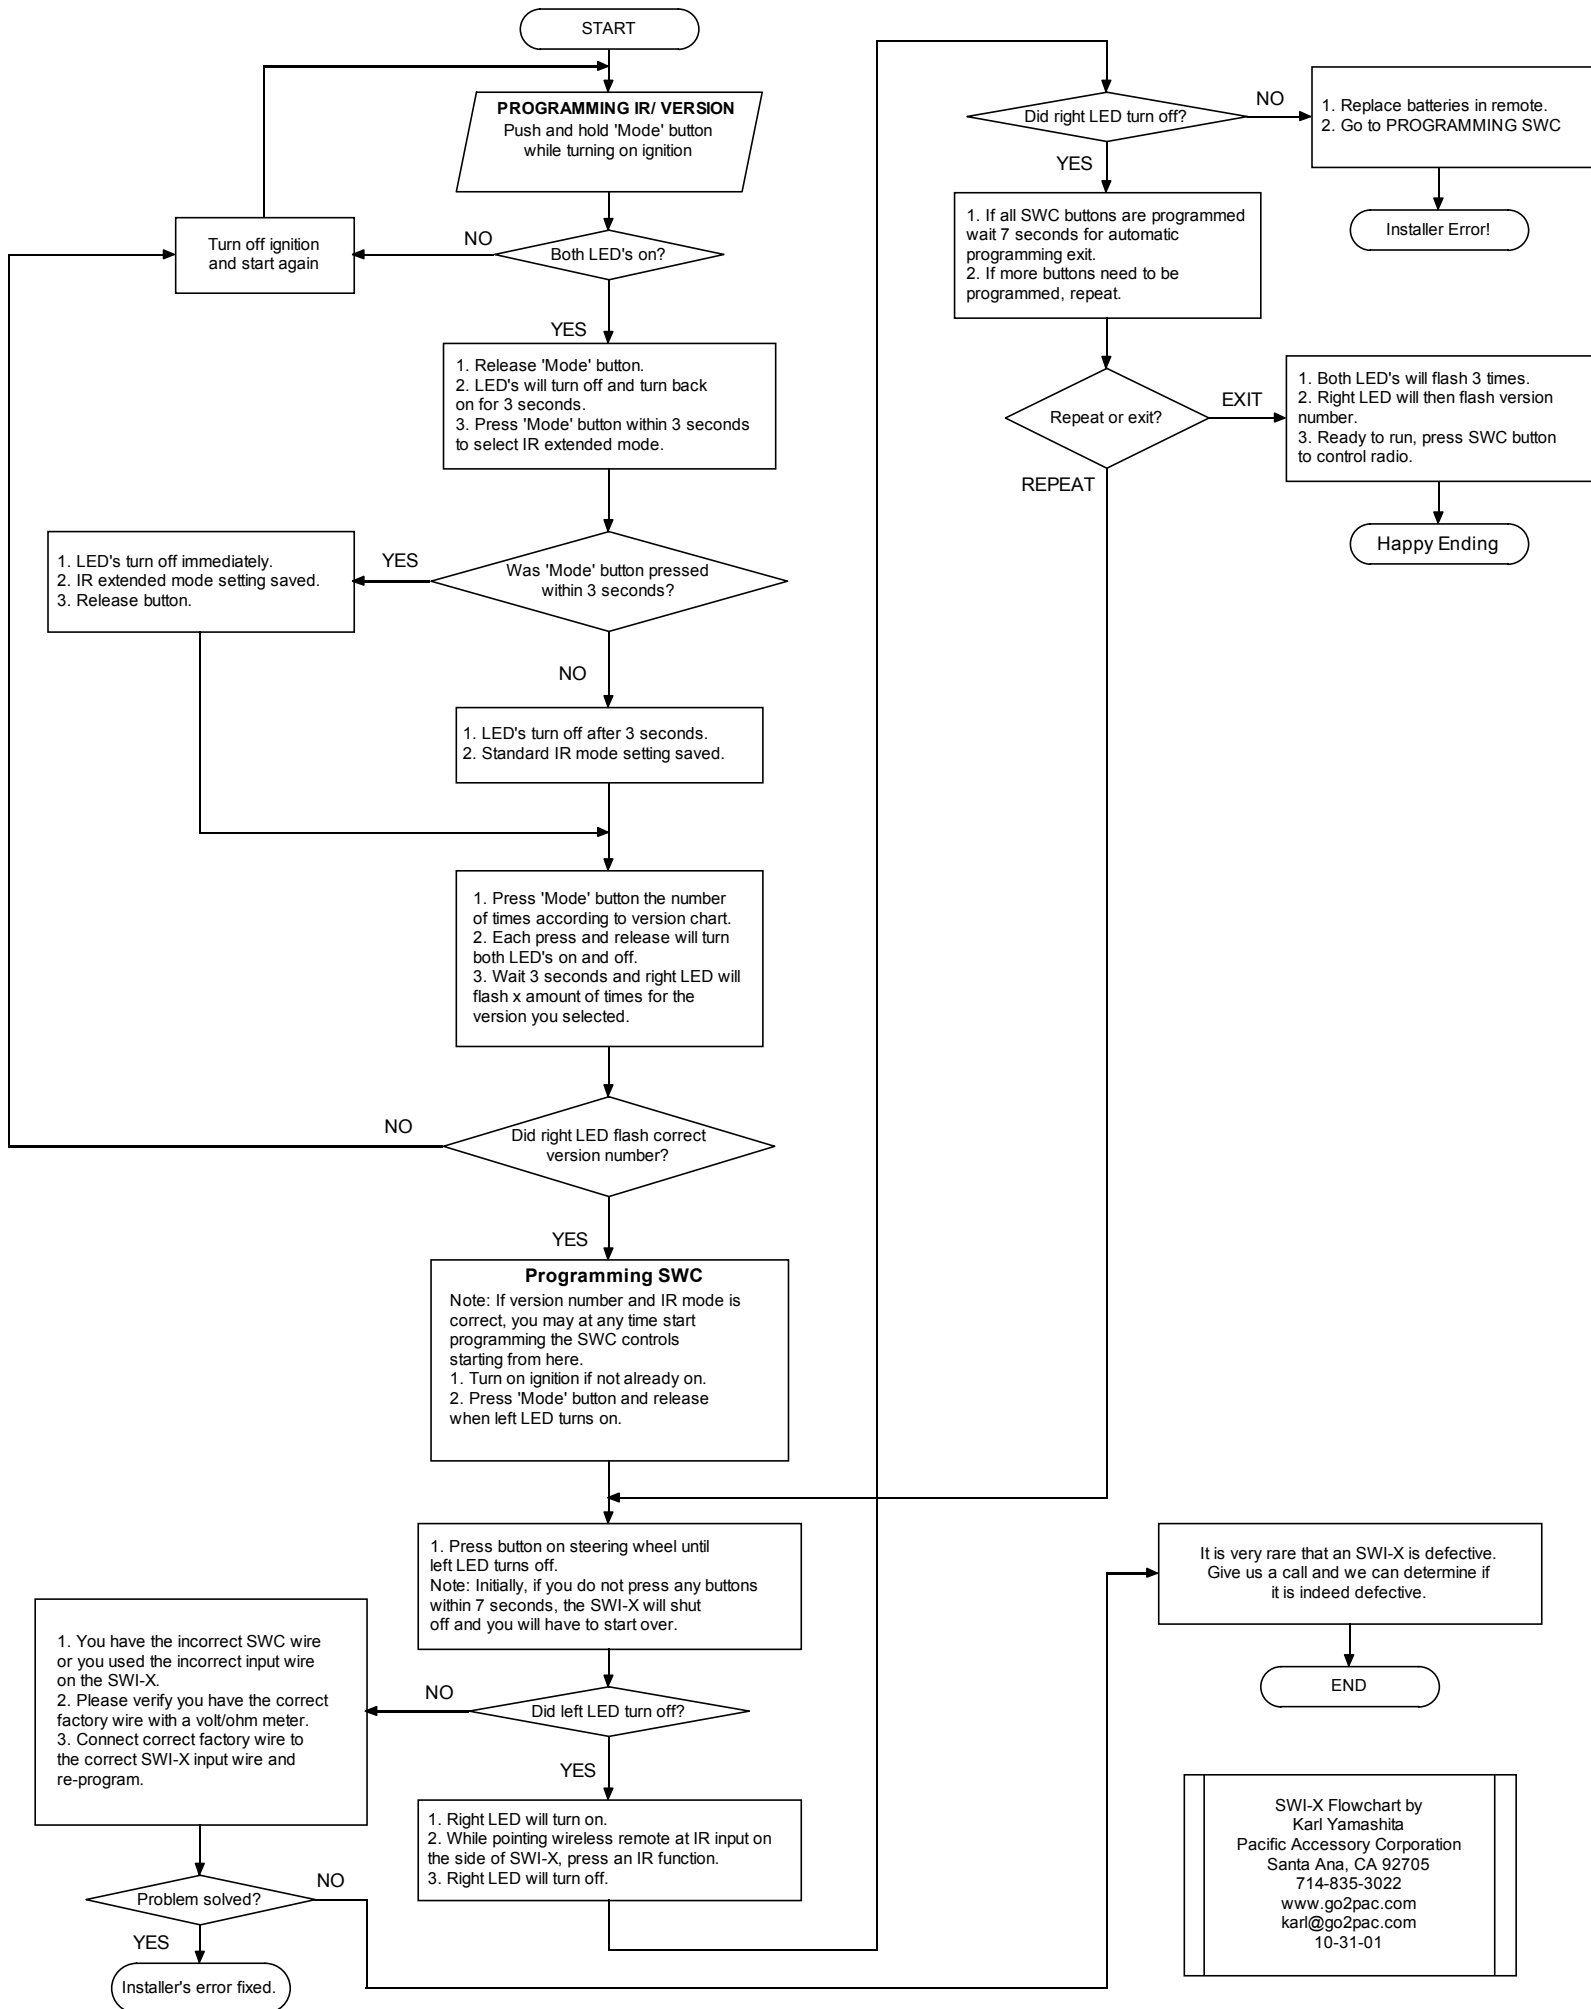 START
PROGRAMMING IR/ VERSION
Push and hold 'Mode' button
while turning on ignition
Turn off ignition
and start again
NO
Both LED's on?
YES
1. Release 'Mode' button.
2. LED's will turn off and turn back
on for 3 seconds.
3. Press 'Mode' button within 3 seconds
to select IR extended mode.
1. LED's turn off immediately.
2. IR extended mode setting saved.
3. Release button.
YES
Was 'Mode' button pressed
within 3 seconds?
NO
1. LED's turn off after 3 seconds.
2. Standard IR mode setting saved.
1. Press 'Mode' button the number
of times according to version chart.
2. Each press and release will turn
both LED's on and off.
3. Wait 3 seconds and right LED will
flash x amount of times for the
version you selected.
NO
Did right LED flash correct
version number?
YES
Programming SWC
Note: If version number and IR mode is
correct, you may at any time start
programming the SWC controls
starting from here.
1. Turn on ignition if not already on.
2. Press 'Mode' button and release
when left LED turns on.
1. Press button on steering wheel until
left LED turns off.
Note: Initially, if you do not press any buttons
within 7 seconds, the SWI-X will shut
off and you will have to start over.
1. You have the incorrect SWC wire
or you used the incorrect input wire
on the SWI-X.
2. Please verify you have the correct
factory wire with a volt/ohm meter.
3. Connect correct factory wire to
the correct SWI-X input wire and
re-program.
NO
Did left LED turn off?
YES
1. Right LED will turn on.
2. While pointing wireless remote at IR input on
the side of SWI-X, press an IR function.
3. Right LED will turn off.
Problem solved?
NO
YES
Installer's error fixed.
Did right LED turn off?
NO
1. Replace batteries in remote.
2. Go to PROGRAMMING SWC
Installer Error!
YES
1. If all SWC buttons are programmed
wait 7 seconds for automatic
programming exit.
2. If more buttons need to be
programmed, repeat.
Repeat or exit?
EXIT
1. Both LED's will flash 3 times.
2. Right LED will then flash version
number.
3. Ready to run, press SWC button
to control radio.
Happy Ending
REPEAT
It is very rare that an SWI-X is defective.
Give us a call and we can determine if
it is indeed defective.
END
SWI-X Flowchart by
Karl Yamashita
Pacific Accessory Corporation
Santa Ana, CA 92705
714-835-3022
www.go2pac.com
karl@go2pac.com
10-31-01